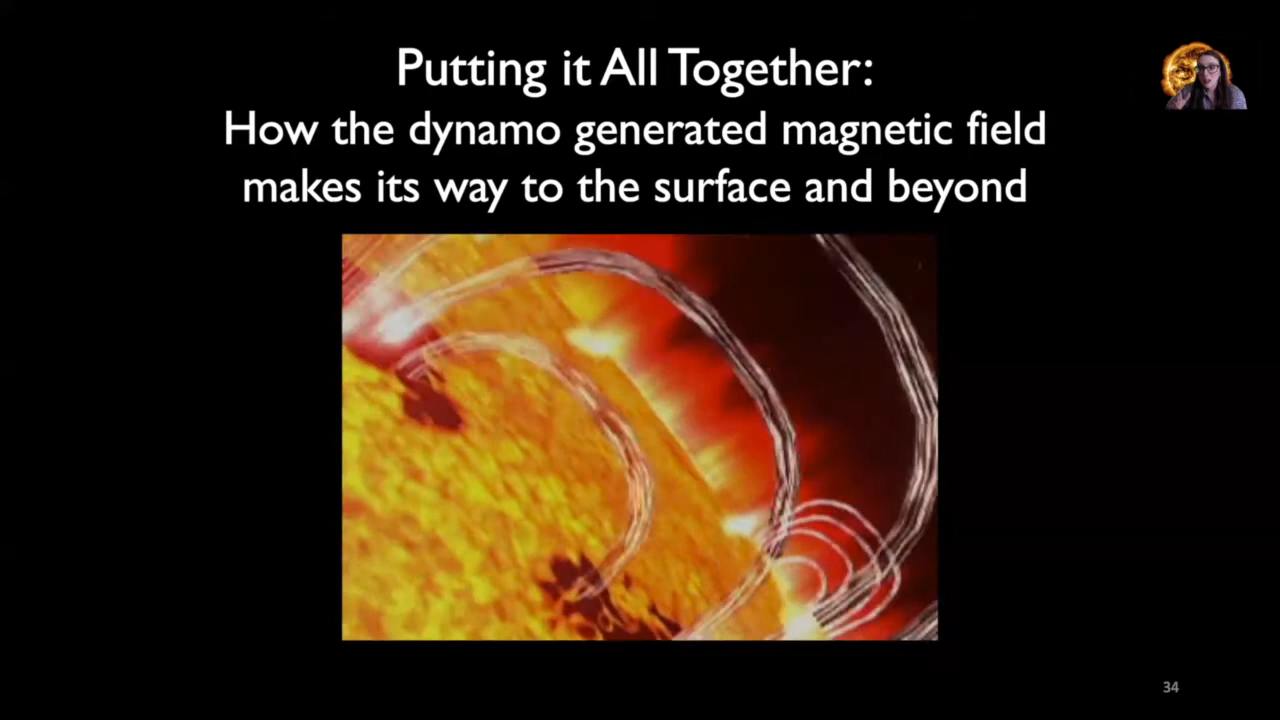 Putting it All Together:
How the dynamo generated magnetic field
makes its way to the surface and beyond
34